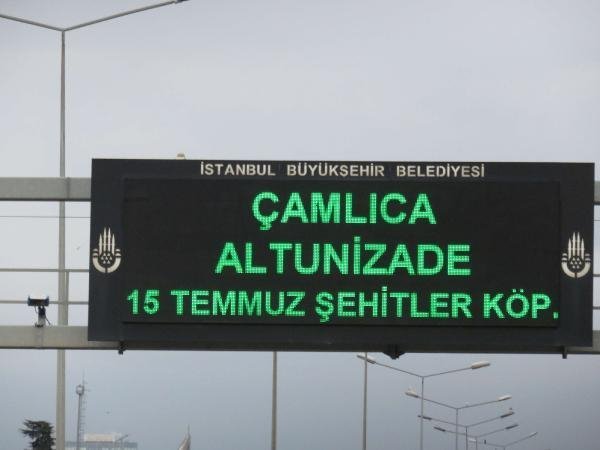 İSTANBUL BÜYÜKŞEHİR BELEDİYESİ
ÇAMLICA
ALTUNİZADE
15 TEMMUZ ŞEHİTLER KÖP.